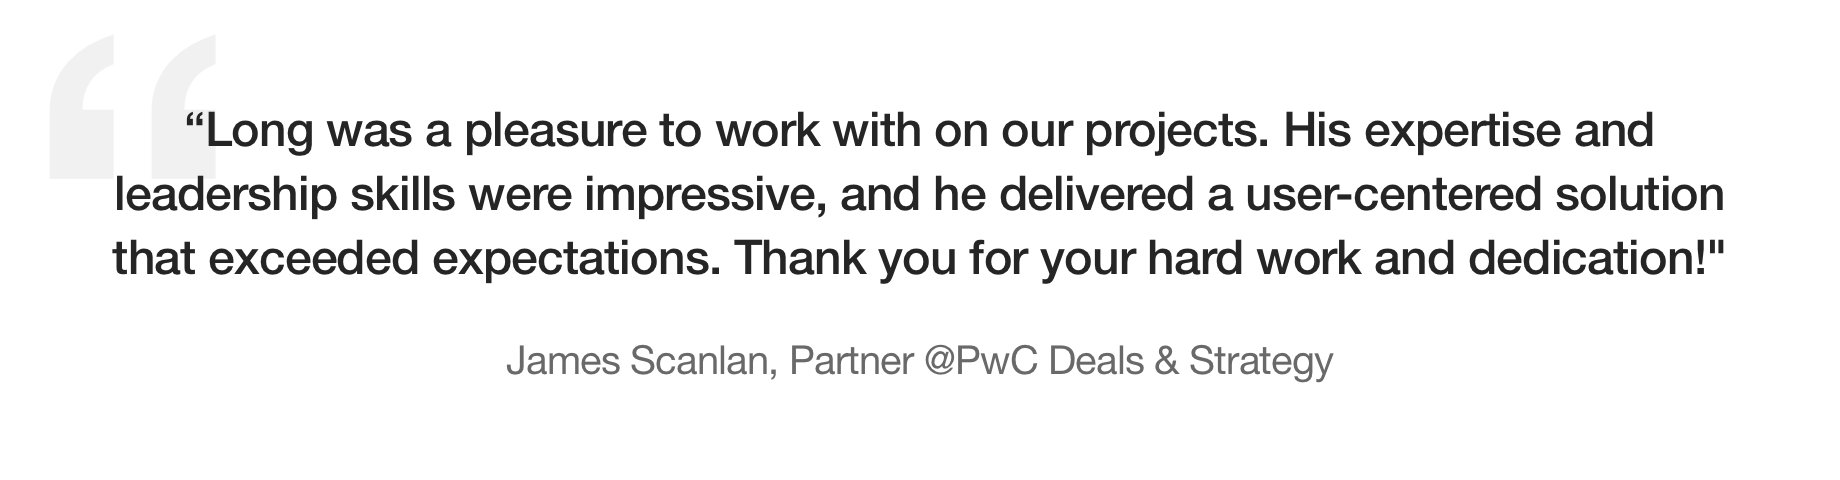 “Long was a pleasure to work with on our projects. His expertise and
leadership skills were impressive, and he delivered a user-centered solution
that exceeded expectations. Thank you for your hard work and dedication!"
James Scanlan, Partner @PwC Deals & Strategy